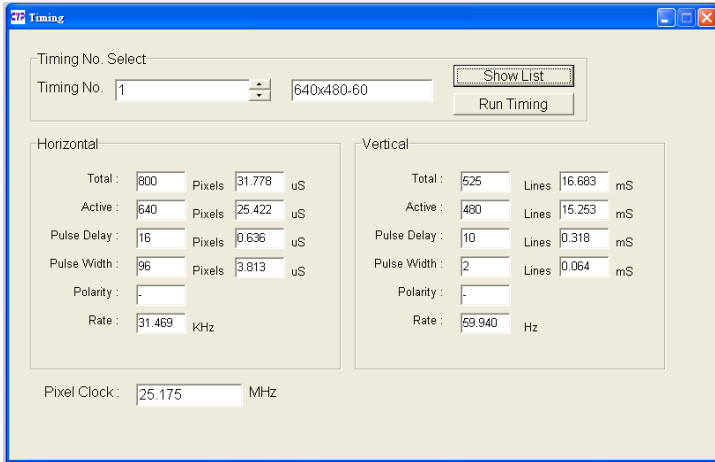 CYP Timing
Timing No. Select
Timing No. 1 640x480-60 Show List
Run Timing
Horizontal
Total : 800 Pixels 31.778 uS
Active : 640 Pixels 25.422 uS
Pulse Delay : 16 Pixels 0.636 uS
Pulse Width : 96 Pixels 3.813 uS
Polarity : -
Rate : 31.469 KHz
Vertical
Total : 525 Lines 16.683 mS
Active : 480 Lines 15.253 mS
Pulse Delay : 10 Lines 0.318 mS
Pulse Width : 2 Lines 0.064 mS
Polarity : -
Rate : 59.940 Hz
Pixel Clock : 25.175 MHz